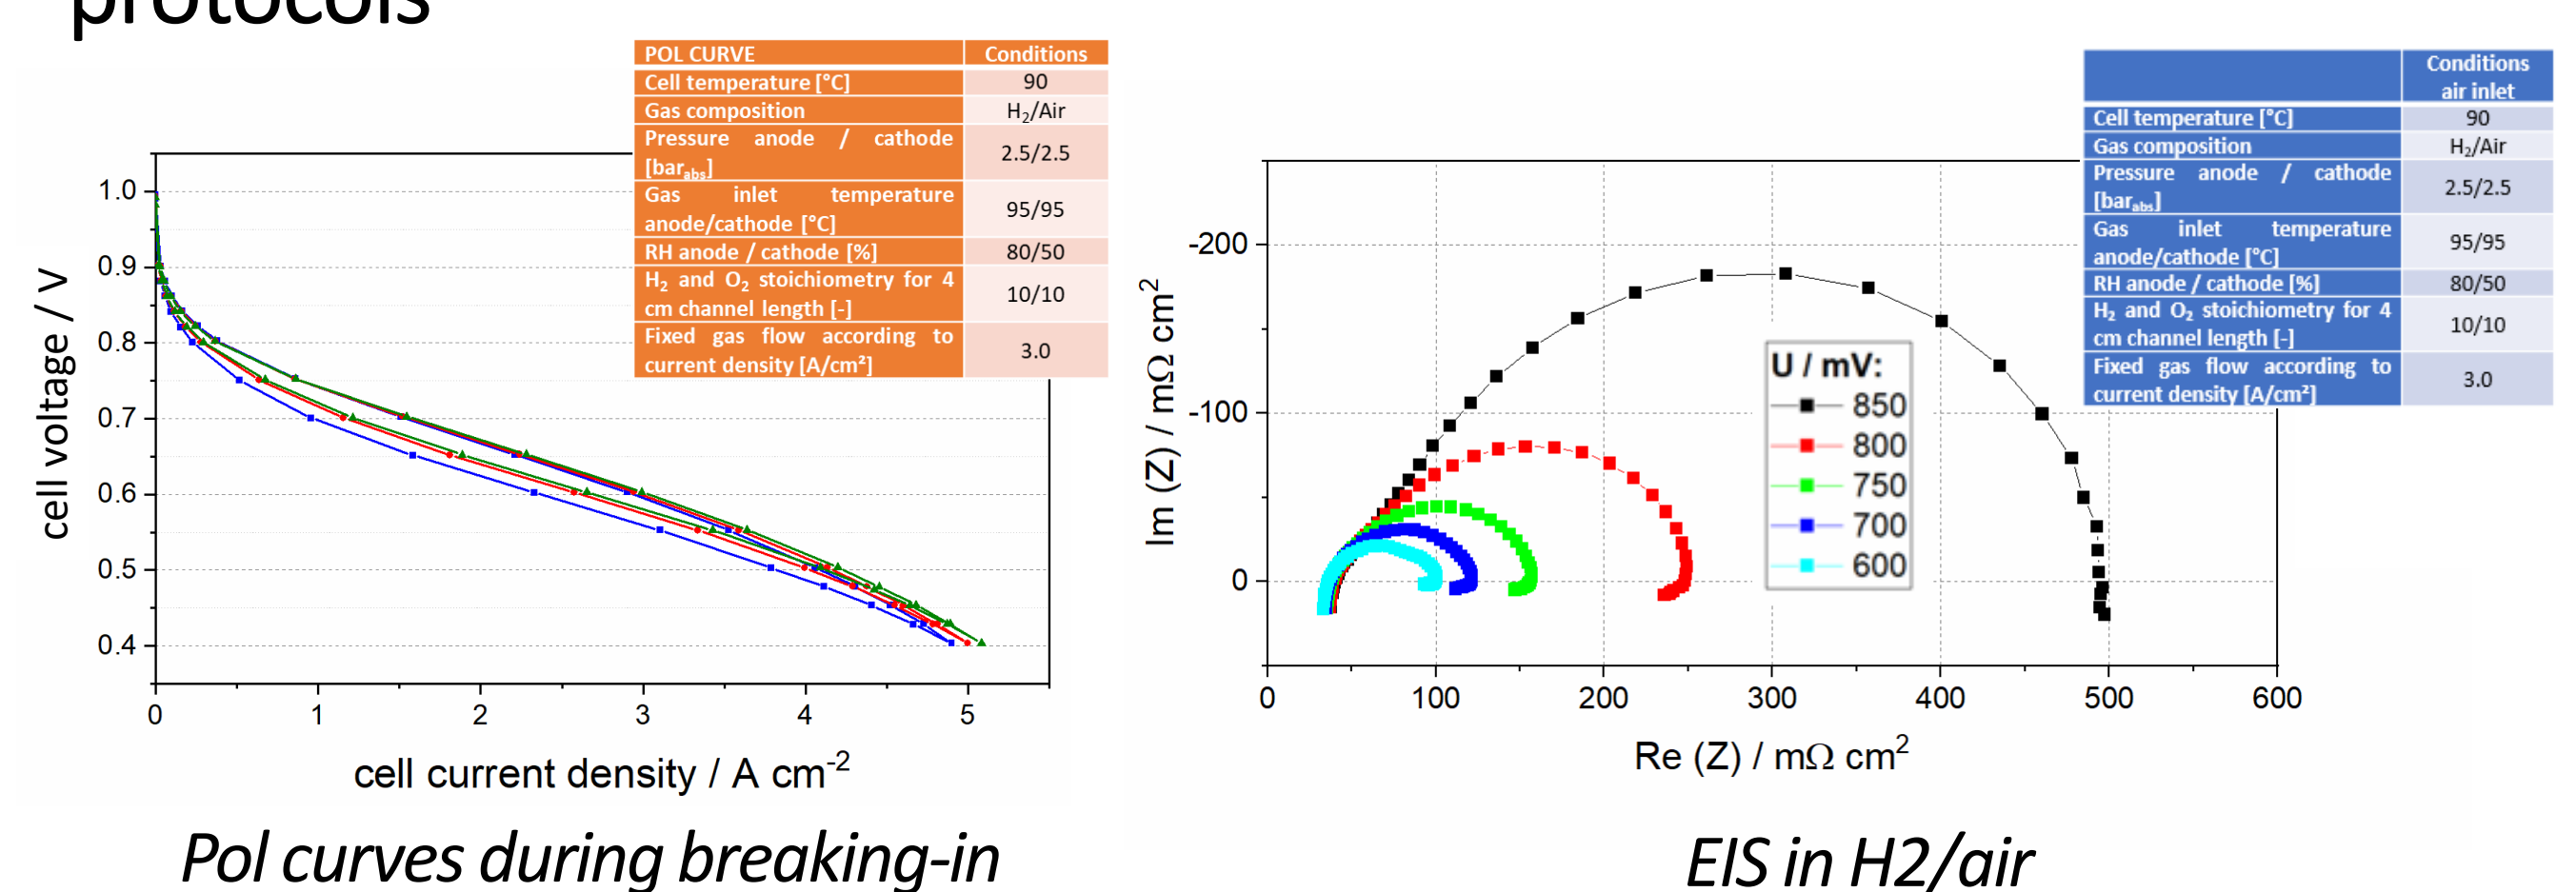 protocols
POL CURVE Conditions
Cell temperature [°C] 90
Gas composition H₂/Air
Pressure anode / cathode
[bar_abs] 2.5/2.5
Gas inlet temperature
anode/cathode [°C] 95/95
RH anode / cathode [%] 80/50
H₂ and O₂ stoichiometry for 4
cm channel length [-] 10/10
Fixed gas flow according to
current density [A/cm²] 3.0
cell voltage / V
1.0
0.9
0.8
0.7
0.6
0.5
0.4
0 1 2 3 4 5
cell current density / A cm⁻²
Pol curves during breaking-in
Conditions
air inlet
Cell temperature [°C] 90
Gas composition H₂/Air
Pressure anode / cathode
[bar_abs] 2.5/2.5
Gas inlet temperature
anode/cathode [°C] 95/95
RH anode / cathode [%] 80/50
H₂ and O₂ stoichiometry for 4
cm channel length [-] 10/10
Fixed gas flow according to
current density [A/cm²] 3.0
Im (Z) / mΩ cm²
-200
-100
0
U / mV:
850
800
750
700
600
0 100 200 300 400 500 600
Re (Z) / mΩ cm²
EIS in H2/air